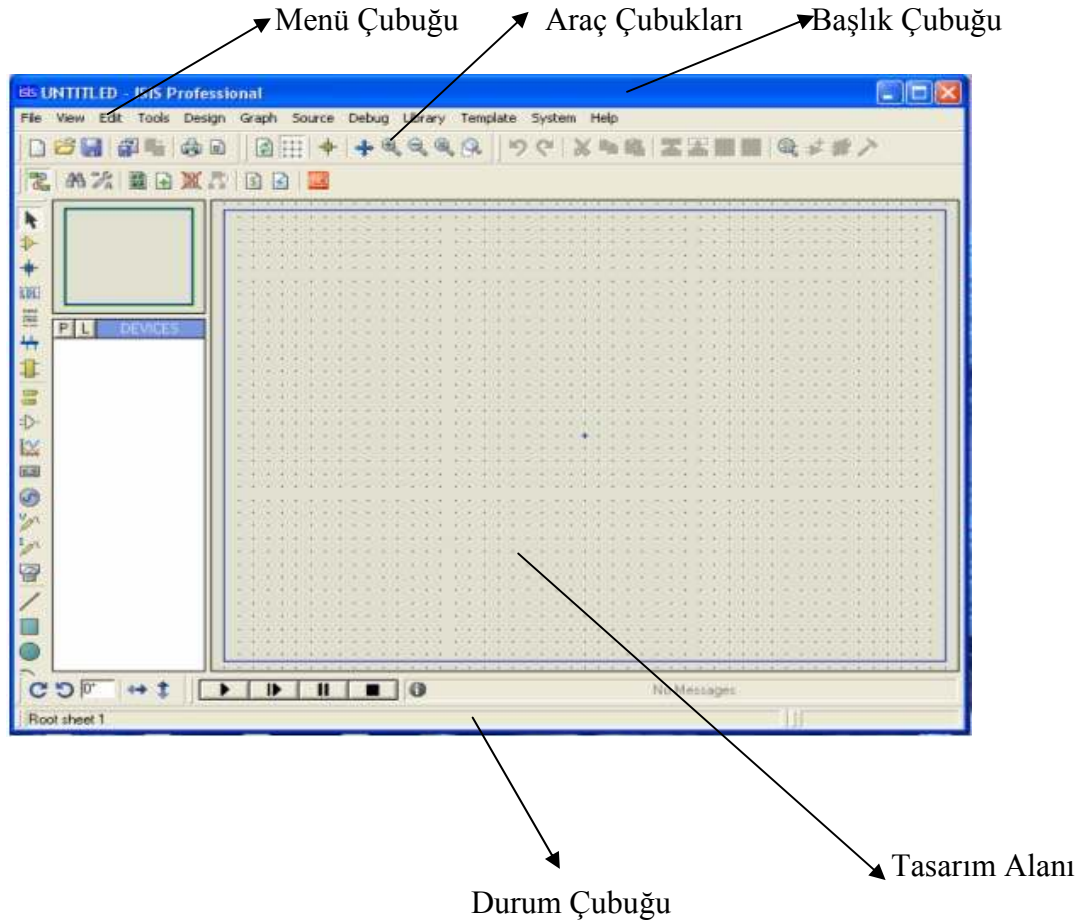 Menü Çubuğu Araç Çubukları Başlık Çubuğu
ISIS UNTITLED - ISIS Professional
File View Edit Tools Design Graph Source Debug Library Template System Help
P L DEVICES
0° No Messages
Root sheet 1
Tasarım Alanı
Durum Çubuğu